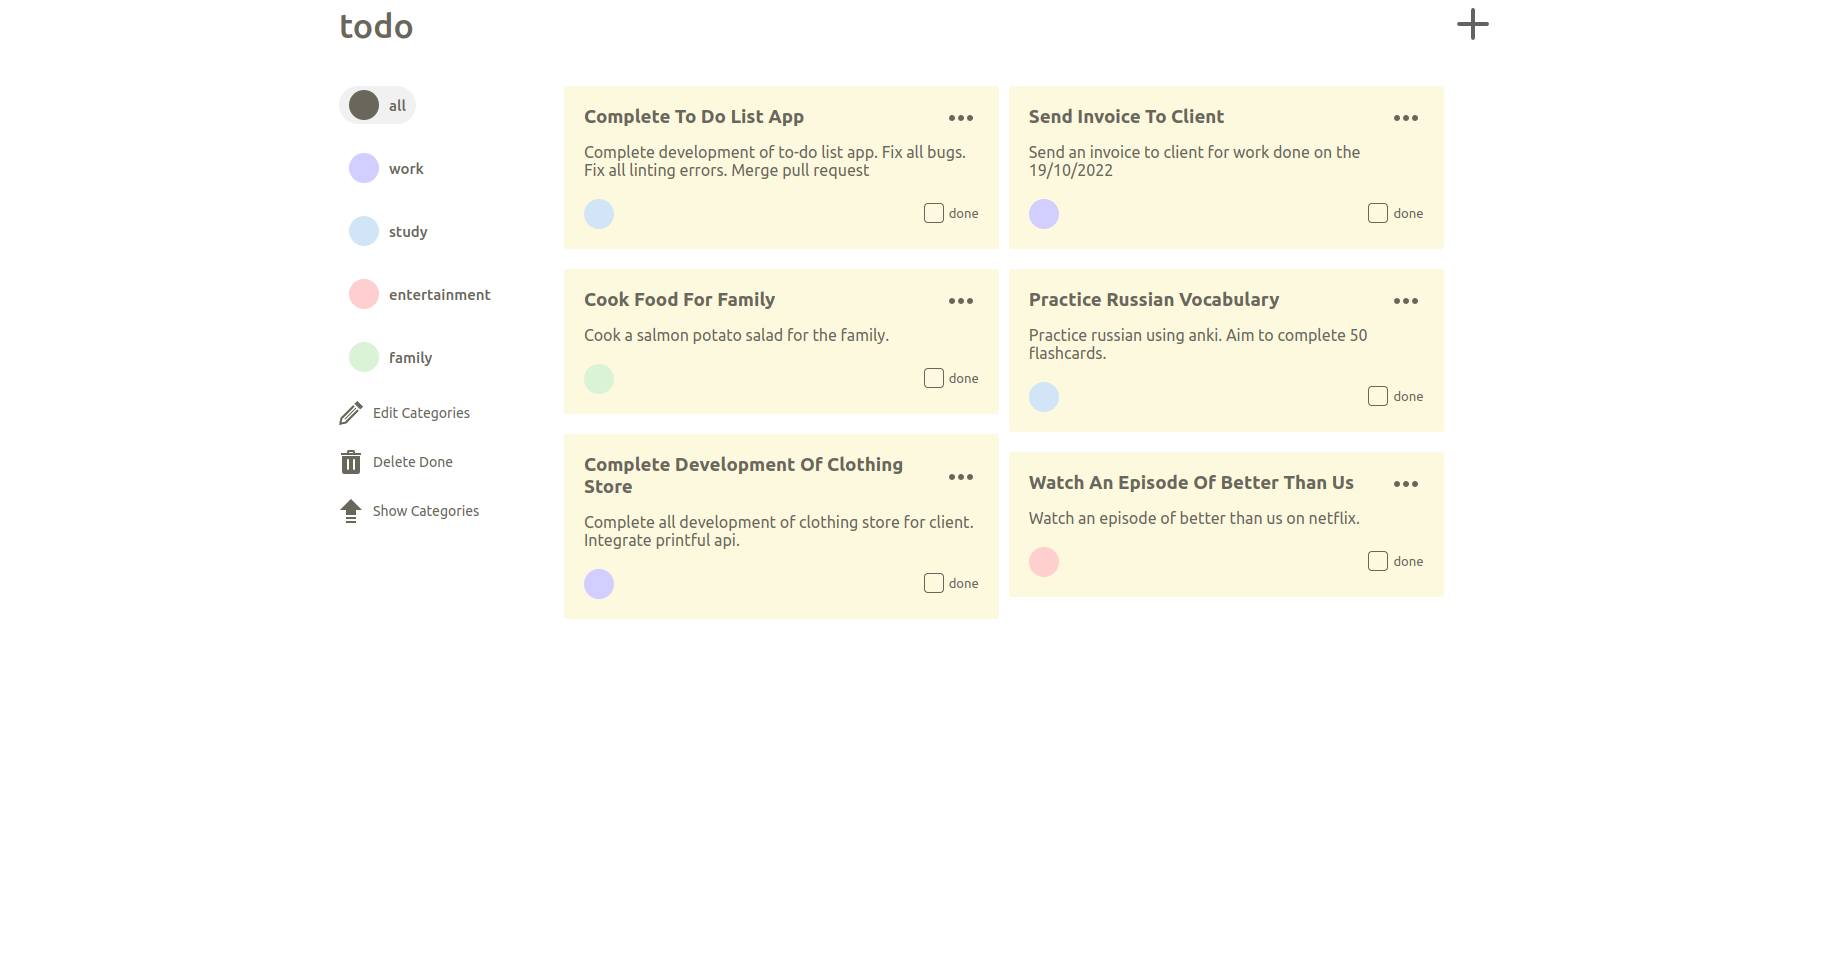 todo
all
work
study
entertainment
family
Edit Categories
Delete Done
Show Categories
Complete To Do List App
Complete development of to-do list app. Fix all bugs.
Fix all linting errors. Merge pull request
done
Cook Food For Family
Cook a salmon potato salad for the family.
done
Complete Development Of Clothing
Store
Complete all development of clothing store for client.
Integrate printful api.
done
Send Invoice To Client
Send an invoice to client for work done on the
19/10/2022
done
Practice Russian Vocabulary
Practice russian using anki. Aim to complete 50
flashcards.
done
Watch An Episode Of Better Than Us
Watch an episode of better than us on netflix.
done